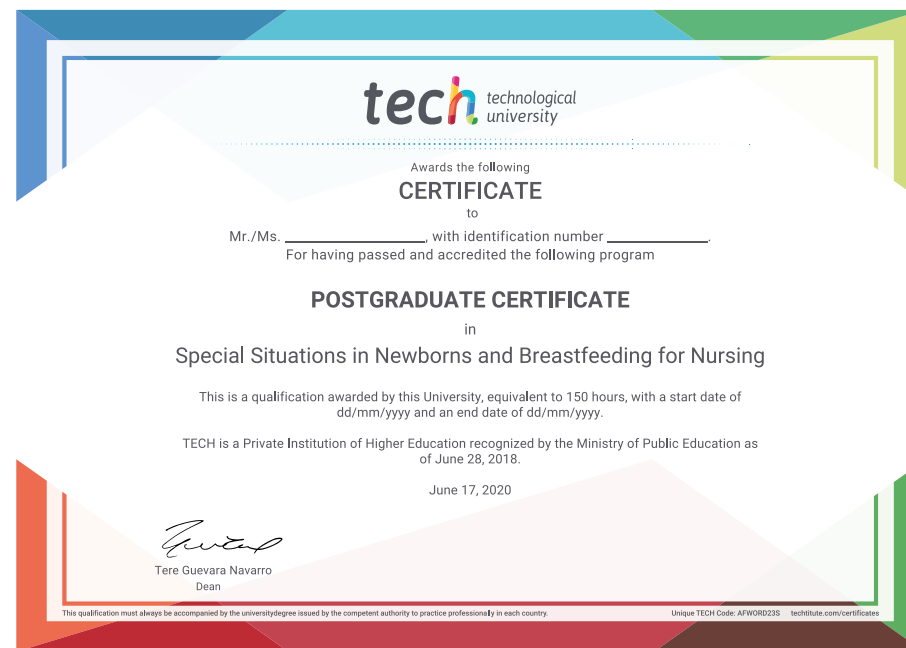 tech technological
university
Awards the following
CERTIFICATE
to
Mr./Ms. ____________________, with identification number __________________.
For having passed and accredited the following program
POSTGRADUATE CERTIFICATE
in
Special Situations in Newborns and Breastfeeding for Nursing
This is a qualification awarded by this University, equivalent to 150 hours, with a start date of
dd/mm/yyyy and an end date of dd/mm/yyyy.
TECH is a Private Institution of Higher Education recognized by the Ministry of Public Education as
of June 28, 2018.
June 17, 2020
Tere Guevara Navarro
Dean
This qualification must always be accompanied by the universitydegree issued by the competent authority to practice professionally in each country.
Unique TECH Code: AFWORD23S techtitute.com/certificates